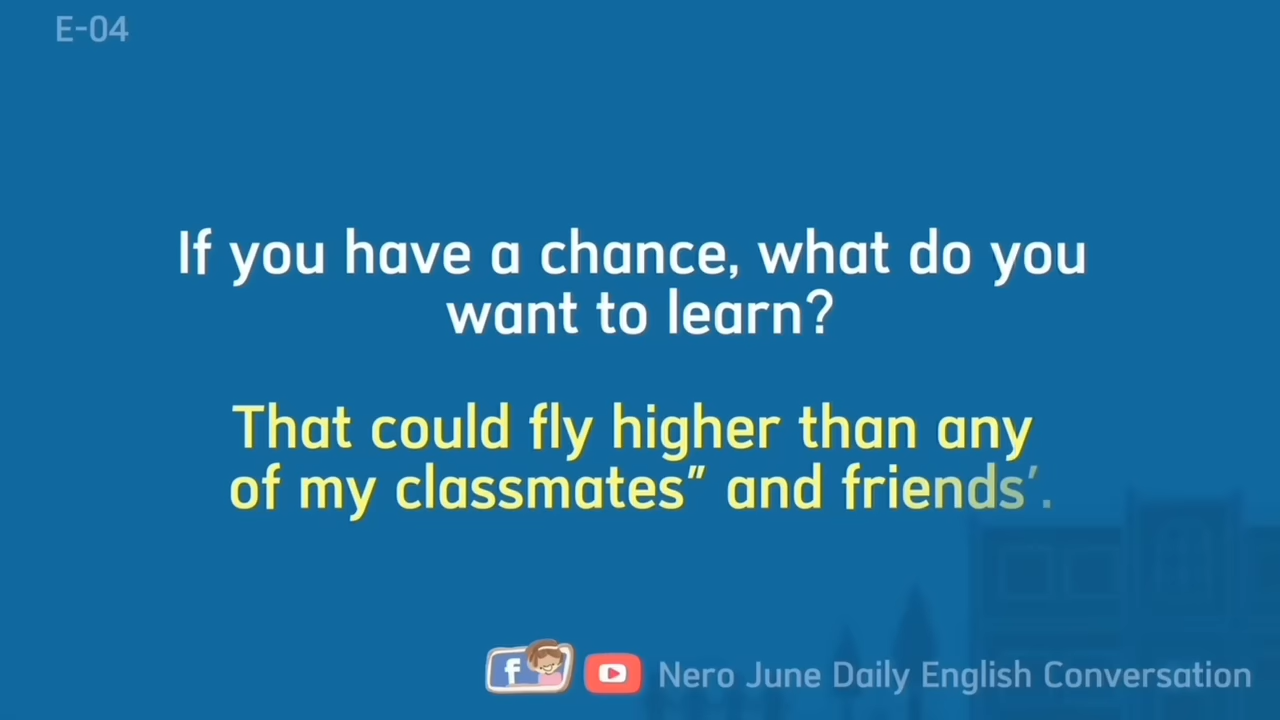 E-04
If you have a chance, what do you
want to learn?
That could fly higher than any
of my classmates” and friends’.
Nero June Daily English Conversation